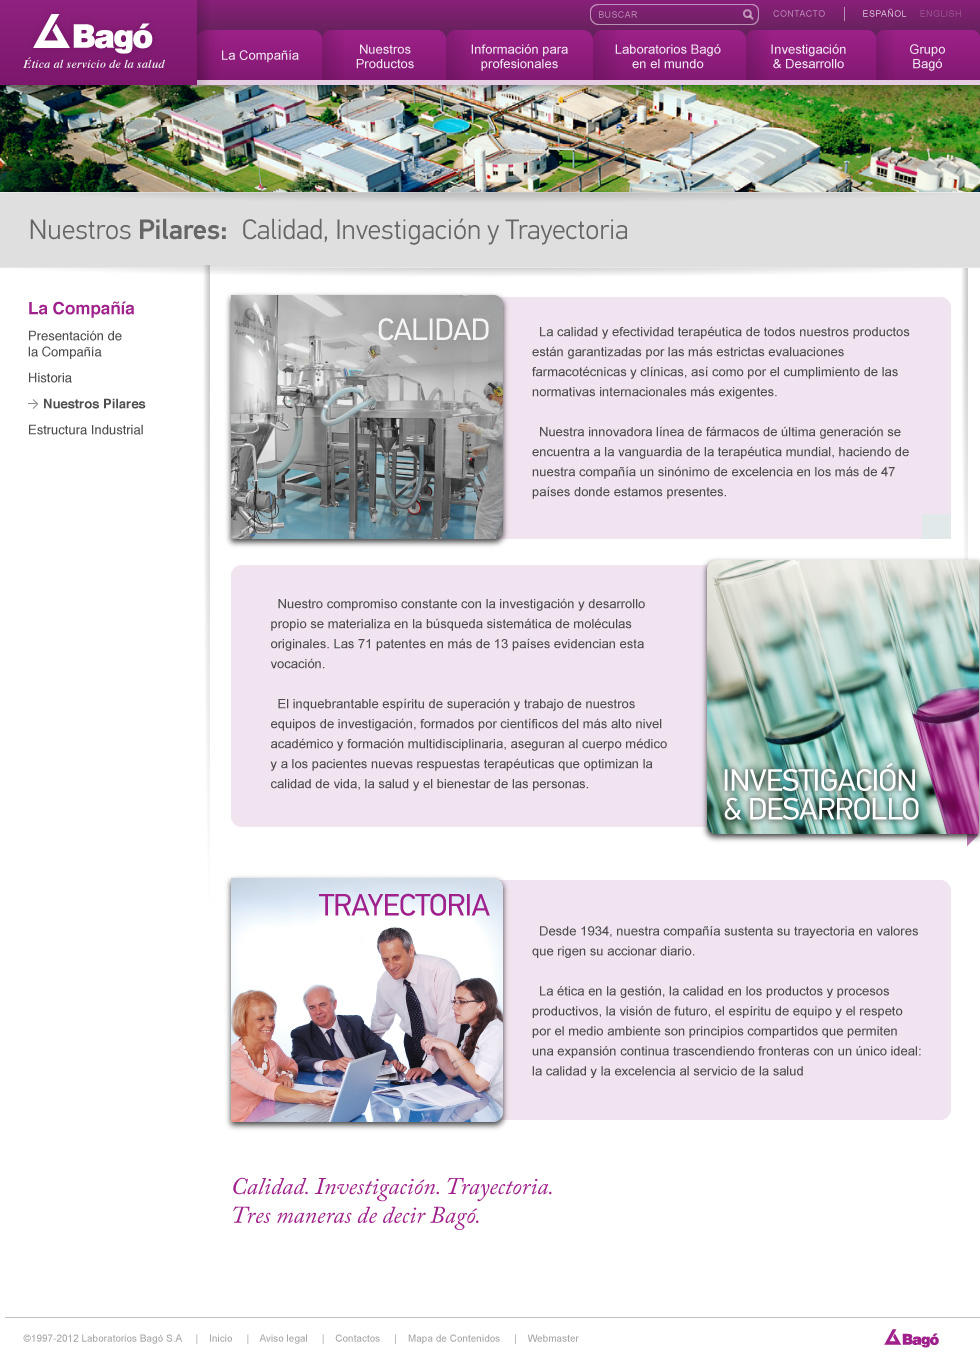 Bagó
Ética al servicio de la salud
BUSCAR
CONTACTO
ESPAÑOL
ENGLISH
La Compañía
Nuestros
Productos
Información para
profesionales
Laboratorios Bagó
en el mundo
Investigación
& Desarrollo
Grupo
Bagó
Nuestros Pilares: Calidad, Investigación y Trayectoria
La Compañía
Presentación de
la Compañía
Historia
Nuestros Pilares
Estructura Industrial
CALIDAD
La calidad y efectividad terapéutica de todos nuestros productos
están garantizadas por las más estrictas evaluaciones
farmacotécnicas y clínicas, así como por el cumplimiento de las
normativas internacionales más exigentes.
Nuestra innovadora línea de fármacos de última generación se
encuentra a la vanguardia de la terapéutica mundial, haciendo de
nuestra compañía un sinónimo de excelencia en los más de 47
países donde estamos presentes.
Nuestro compromiso constante con la investigación y desarrollo
propio se materializa en la búsqueda sistemática de moléculas
originales. Las 71 patentes en más de 13 países evidencian esta
vocación.
El inquebrantable espíritu de superación y trabajo de nuestros
equipos de investigación, formados por científicos del más alto nivel
académico y formación multidisciplinaria, aseguran al cuerpo médico
y a los pacientes nuevas respuestas terapéuticas que optimizan la
calidad de vida, la salud y el bienestar de las personas.
INVESTIGACIÓN
& DESARROLLO
TRAYECTORIA
Desde 1934, nuestra compañía sustenta su trayectoria en valores
que rigen su accionar diario.
La ética en la gestión, la calidad en los productos y procesos
productivos, la visión de futuro, el espíritu de equipo y el respeto
por el medio ambiente son principios compartidos que permiten
una expansión continua trascendiendo fronteras con un único ideal:
la calidad y la excelencia al servicio de la salud
Calidad. Investigación. Trayectoria.
Tres maneras de decir Bagó.
©1997-2012 Laboratorios Bagó S.A | Inicio | Aviso legal | Contactos | Mapa de Contenidos | Webmaster
Bagó